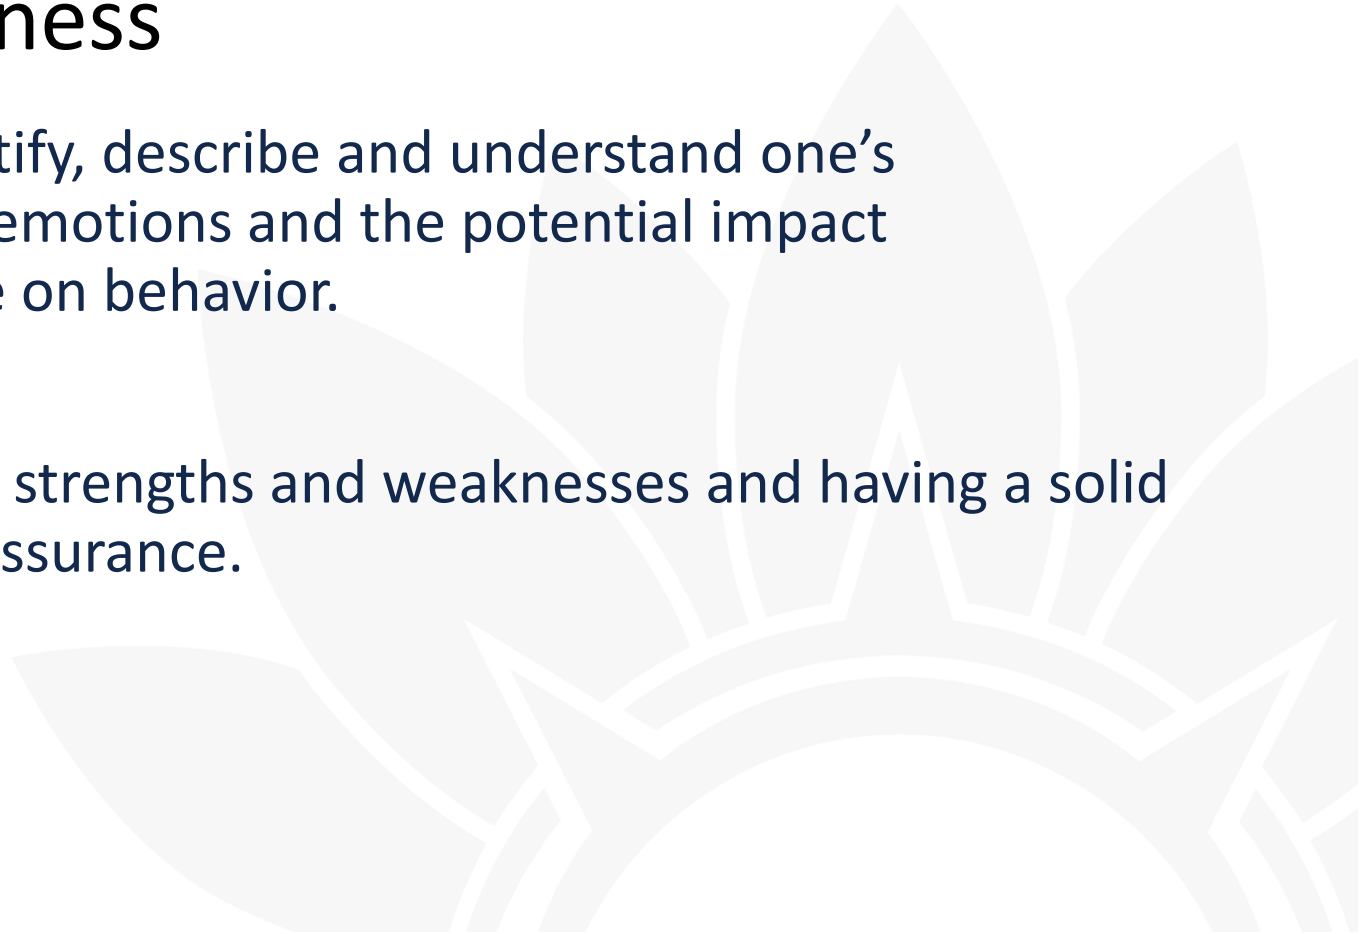 ness
tify, describe and understand one’s
emotions and the potential impact
e on behavior.
strengths and weaknesses and having a solid
ssurance.